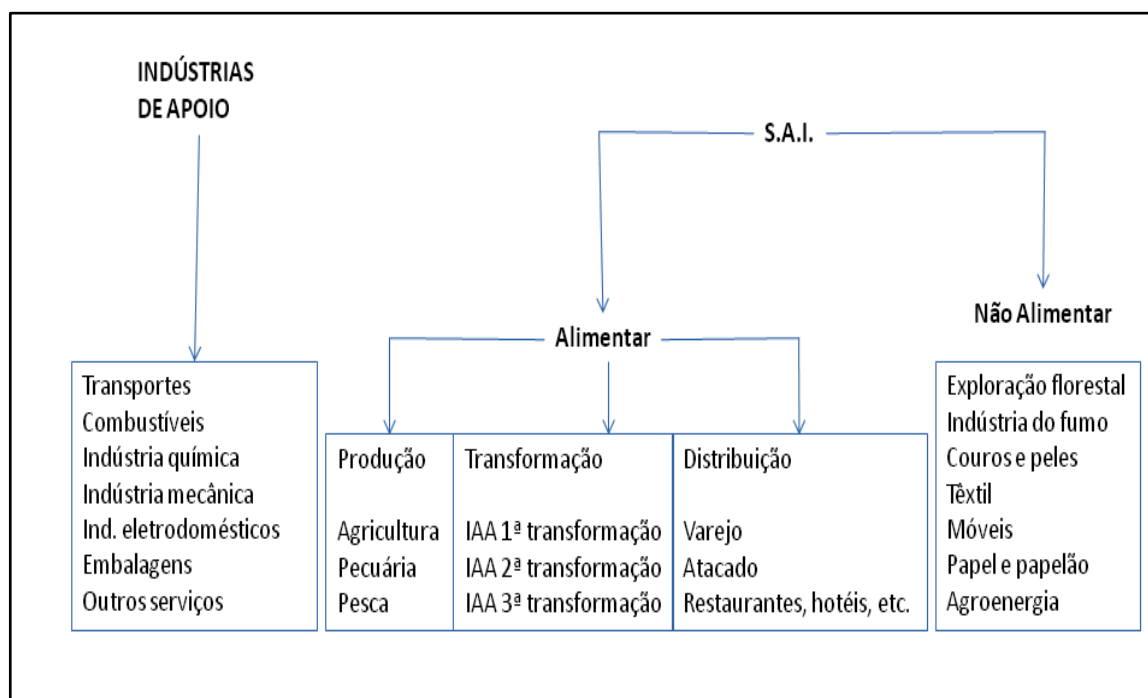 INDÚSTRIAS
DE APOIO
S.A.I.
Alimentar
Não Alimentar
Transportes
Combustíveis
Indústria química
Indústria mecânica
Ind. eletrodomésticos
Embalagens
Outros serviços
Produção
Agricultura
Pecuária
Pesca
Transformação
IAA 1ª transformação
IAA 2ª transformação
IAA 3ª transformação
Distribuição
Varejo
Atacado
Restaurantes, hotéis, etc.
Exploração florestal
Indústria do fumo
Couros e peles
Têxtil
Móveis
Papel e papelão
Agroenergia